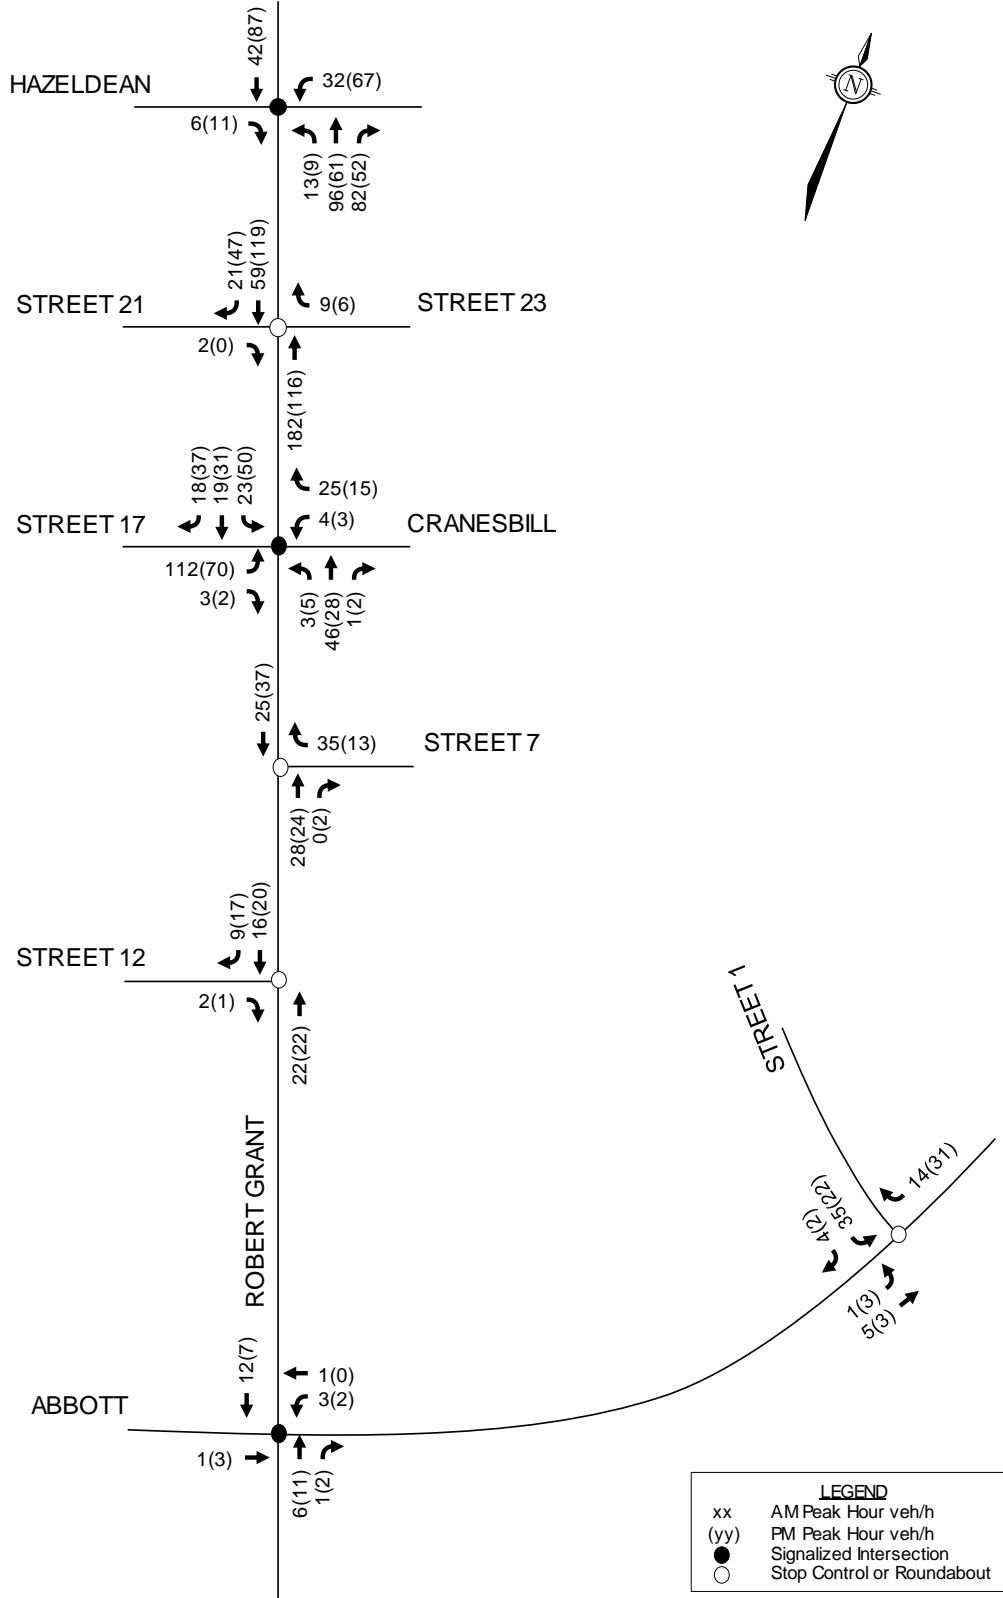 42(87)
HAZELDEAN
32(67)
6(11)
13(9)
96(61)
82(52)
N
21(47)
59(119)
STREET 21
9(6)
STREET 23
2(0)
182(116)
18(37)
19(31)
23(50)
25(15)
STREET 17
4(3)
CRANESBILL
112(70)
3(2)
3(5)
46(28)
1(2)
25(37)
35(13)
STREET 7
28(24)
0(2)
9(17)
16(20)
STREET 12
2(1)
22(22)
STREET 1
ROBERT GRANT
14(31)
35(22)
4(2)
1(3)
5(3)
12(7)
1(0)
3(2)
ABBOTT
1(3)
6(11)
1(2)
LEGEND
xx AM Peak Hour veh/h
(yy) PM Peak Hour veh/h
Signalized Intersection
Stop Control or Roundabout